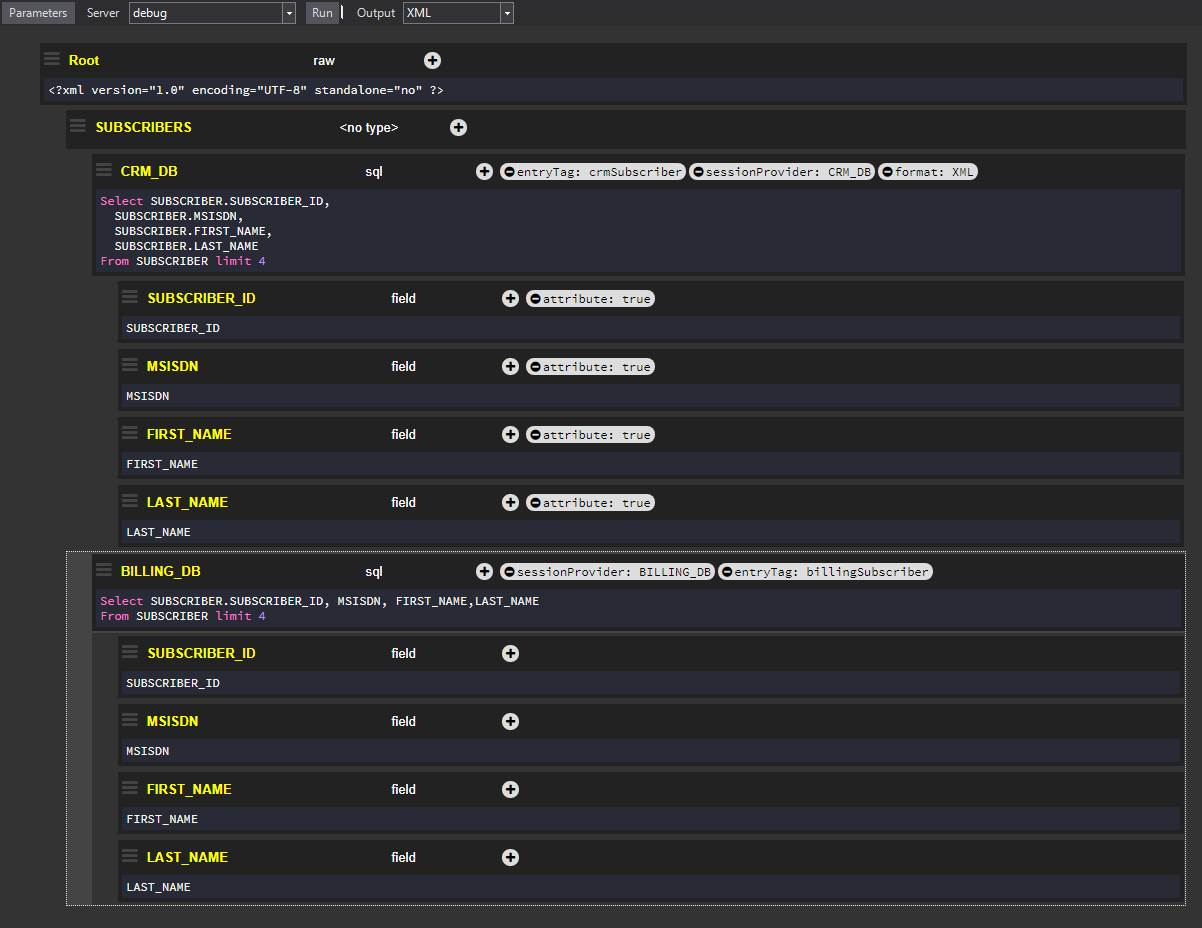 Parameters Server debug Run Output XML
Root raw
<?xml version="1.0" encoding="UTF-8" standalone="no" ?>
SUBSCRIBERS <no type>
CRM_DB sql entryTag: crmSubscriber sessionProvider: CRM_DB format: XML
Select SUBSCRIBER.SUBSCRIBER_ID,
SUBSCRIBER.MSISDN,
SUBSCRIBER.FIRST_NAME,
SUBSCRIBER.LAST_NAME
From SUBSCRIBER limit 4
SUBSCRIBER_ID field attribute: true
SUBSCRIBER_ID
MSISDN field attribute: true
MSISDN
FIRST_NAME field attribute: true
FIRST_NAME
LAST_NAME field attribute: true
LAST_NAME
BILLING_DB sql sessionProvider: BILLING_DB entryTag: billingSubscriber
Select SUBSCRIBER.SUBSCRIBER_ID, MSISDN, FIRST_NAME,LAST_NAME
From SUBSCRIBER limit 4
SUBSCRIBER_ID field
SUBSCRIBER_ID
MSISDN field
MSISDN
FIRST_NAME field
FIRST_NAME
LAST_NAME field
LAST_NAME